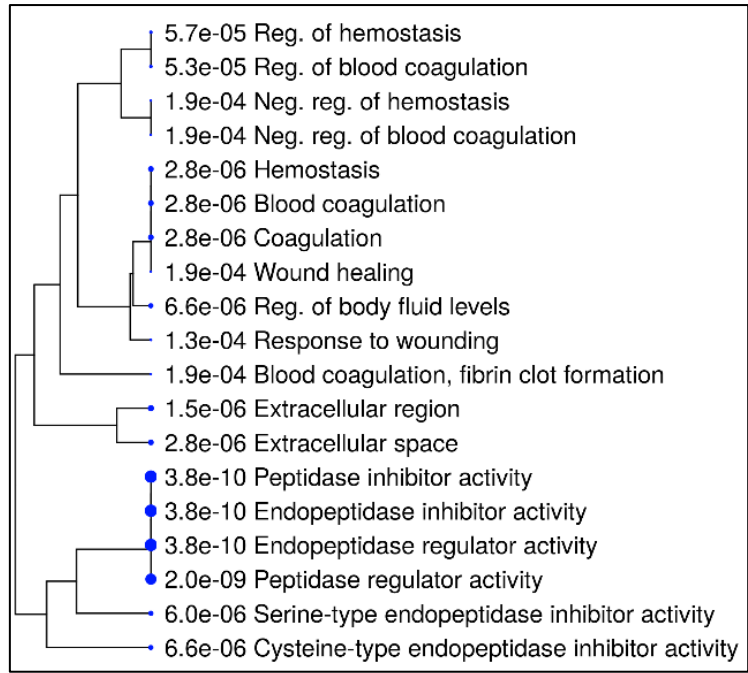 5.7e-05 Reg. of hemostasis
5.3e-05 Reg. of blood coagulation
1.9e-04 Neg. reg. of hemostasis
1.9e-04 Neg. reg. of blood coagulation
2.8e-06 Hemostasis
2.8e-06 Blood coagulation
2.8e-06 Coagulation
1.9e-04 Wound healing
6.6e-06 Reg. of body fluid levels
1.3e-04 Response to wounding
1.9e-04 Blood coagulation, fibrin clot formation
1.5e-06 Extracellular region
2.8e-06 Extracellular space
3.8e-10 Peptidase inhibitor activity
3.8e-10 Endopeptidase inhibitor activity
3.8e-10 Endopeptidase regulator activity
2.0e-09 Peptidase regulator activity
6.0e-06 Serine-type endopeptidase inhibitor activity
6.6e-06 Cysteine-type endopeptidase inhibitor activity